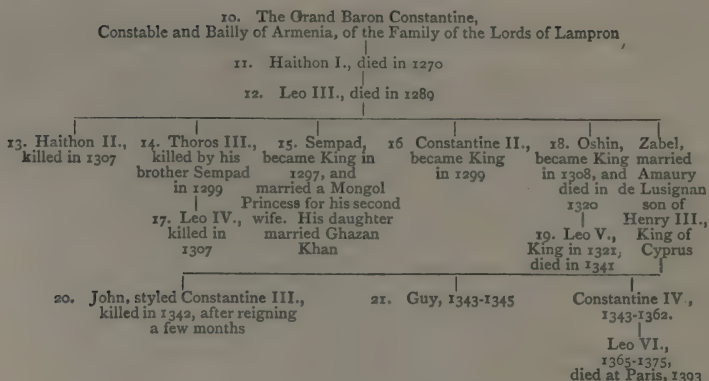 10. The Grand Baron Constantine,
Constable and Bailly of Armenia, of the Family of the Lords of Lampron
11. Haithon I., died in 1270
12. Leo III., died in 1289
13. Haithon II.,
killed in 1307
14. Thoros III.,
killed by his
brother Sempad
in 1299
17. Leo IV.,
killed in
1307
15. Sempad,
became King in
1297, and
married a Mongol
Princess for his second
wife. His daughter
married Ghazan
Khan
16 Constantine II.,
became King
in 1299
18. Oshin,
became King
in 1308, and
died in
1320
19. Leo V.,
King in 1321,
died in 1341
Zabel,
married
Amaury
de Lusignan
son of
Henry III.,
King of
Cyprus
20. John, styled Constantine III.,
killed in 1342, after reigning
a few months
21. Guy, 1343-1345
Constantine IV.,
1343-1362.
Leo VI.,
1365-1375,
died at Paris, 1393